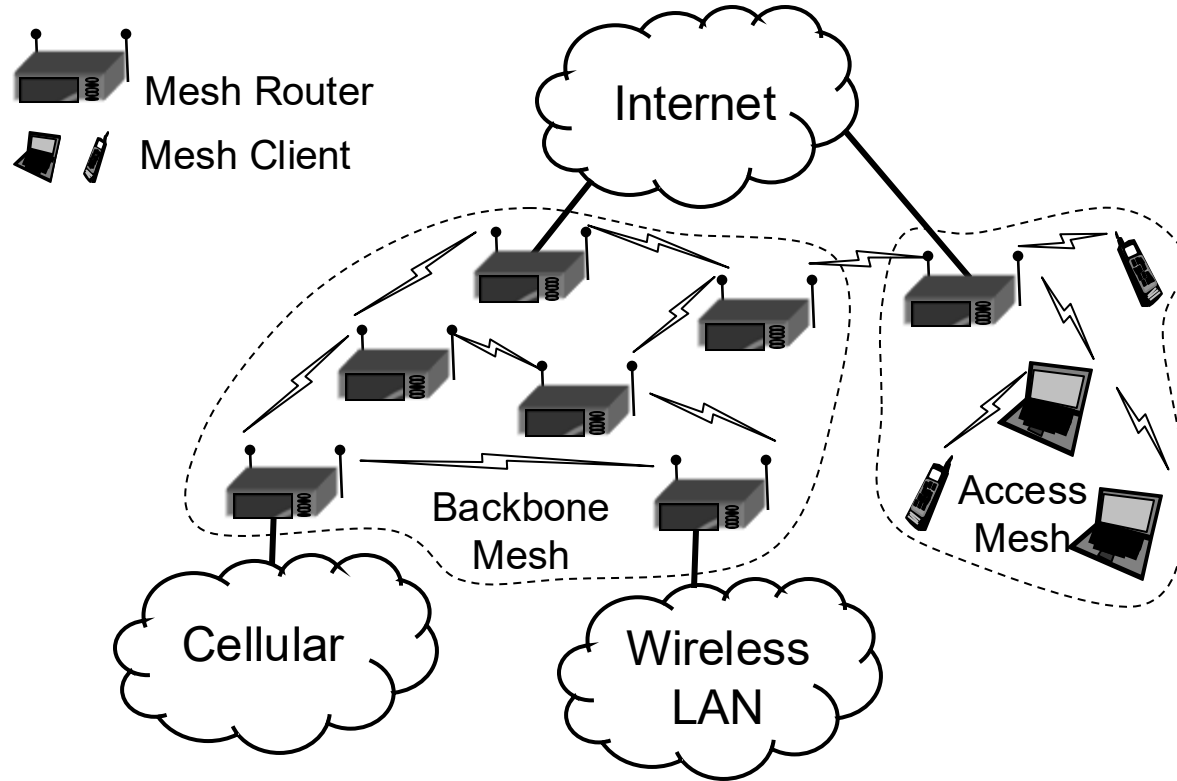 Mesh Router
Mesh Client
Internet
Backbone
Mesh
Access
Mesh
Cellular
Wireless
LAN